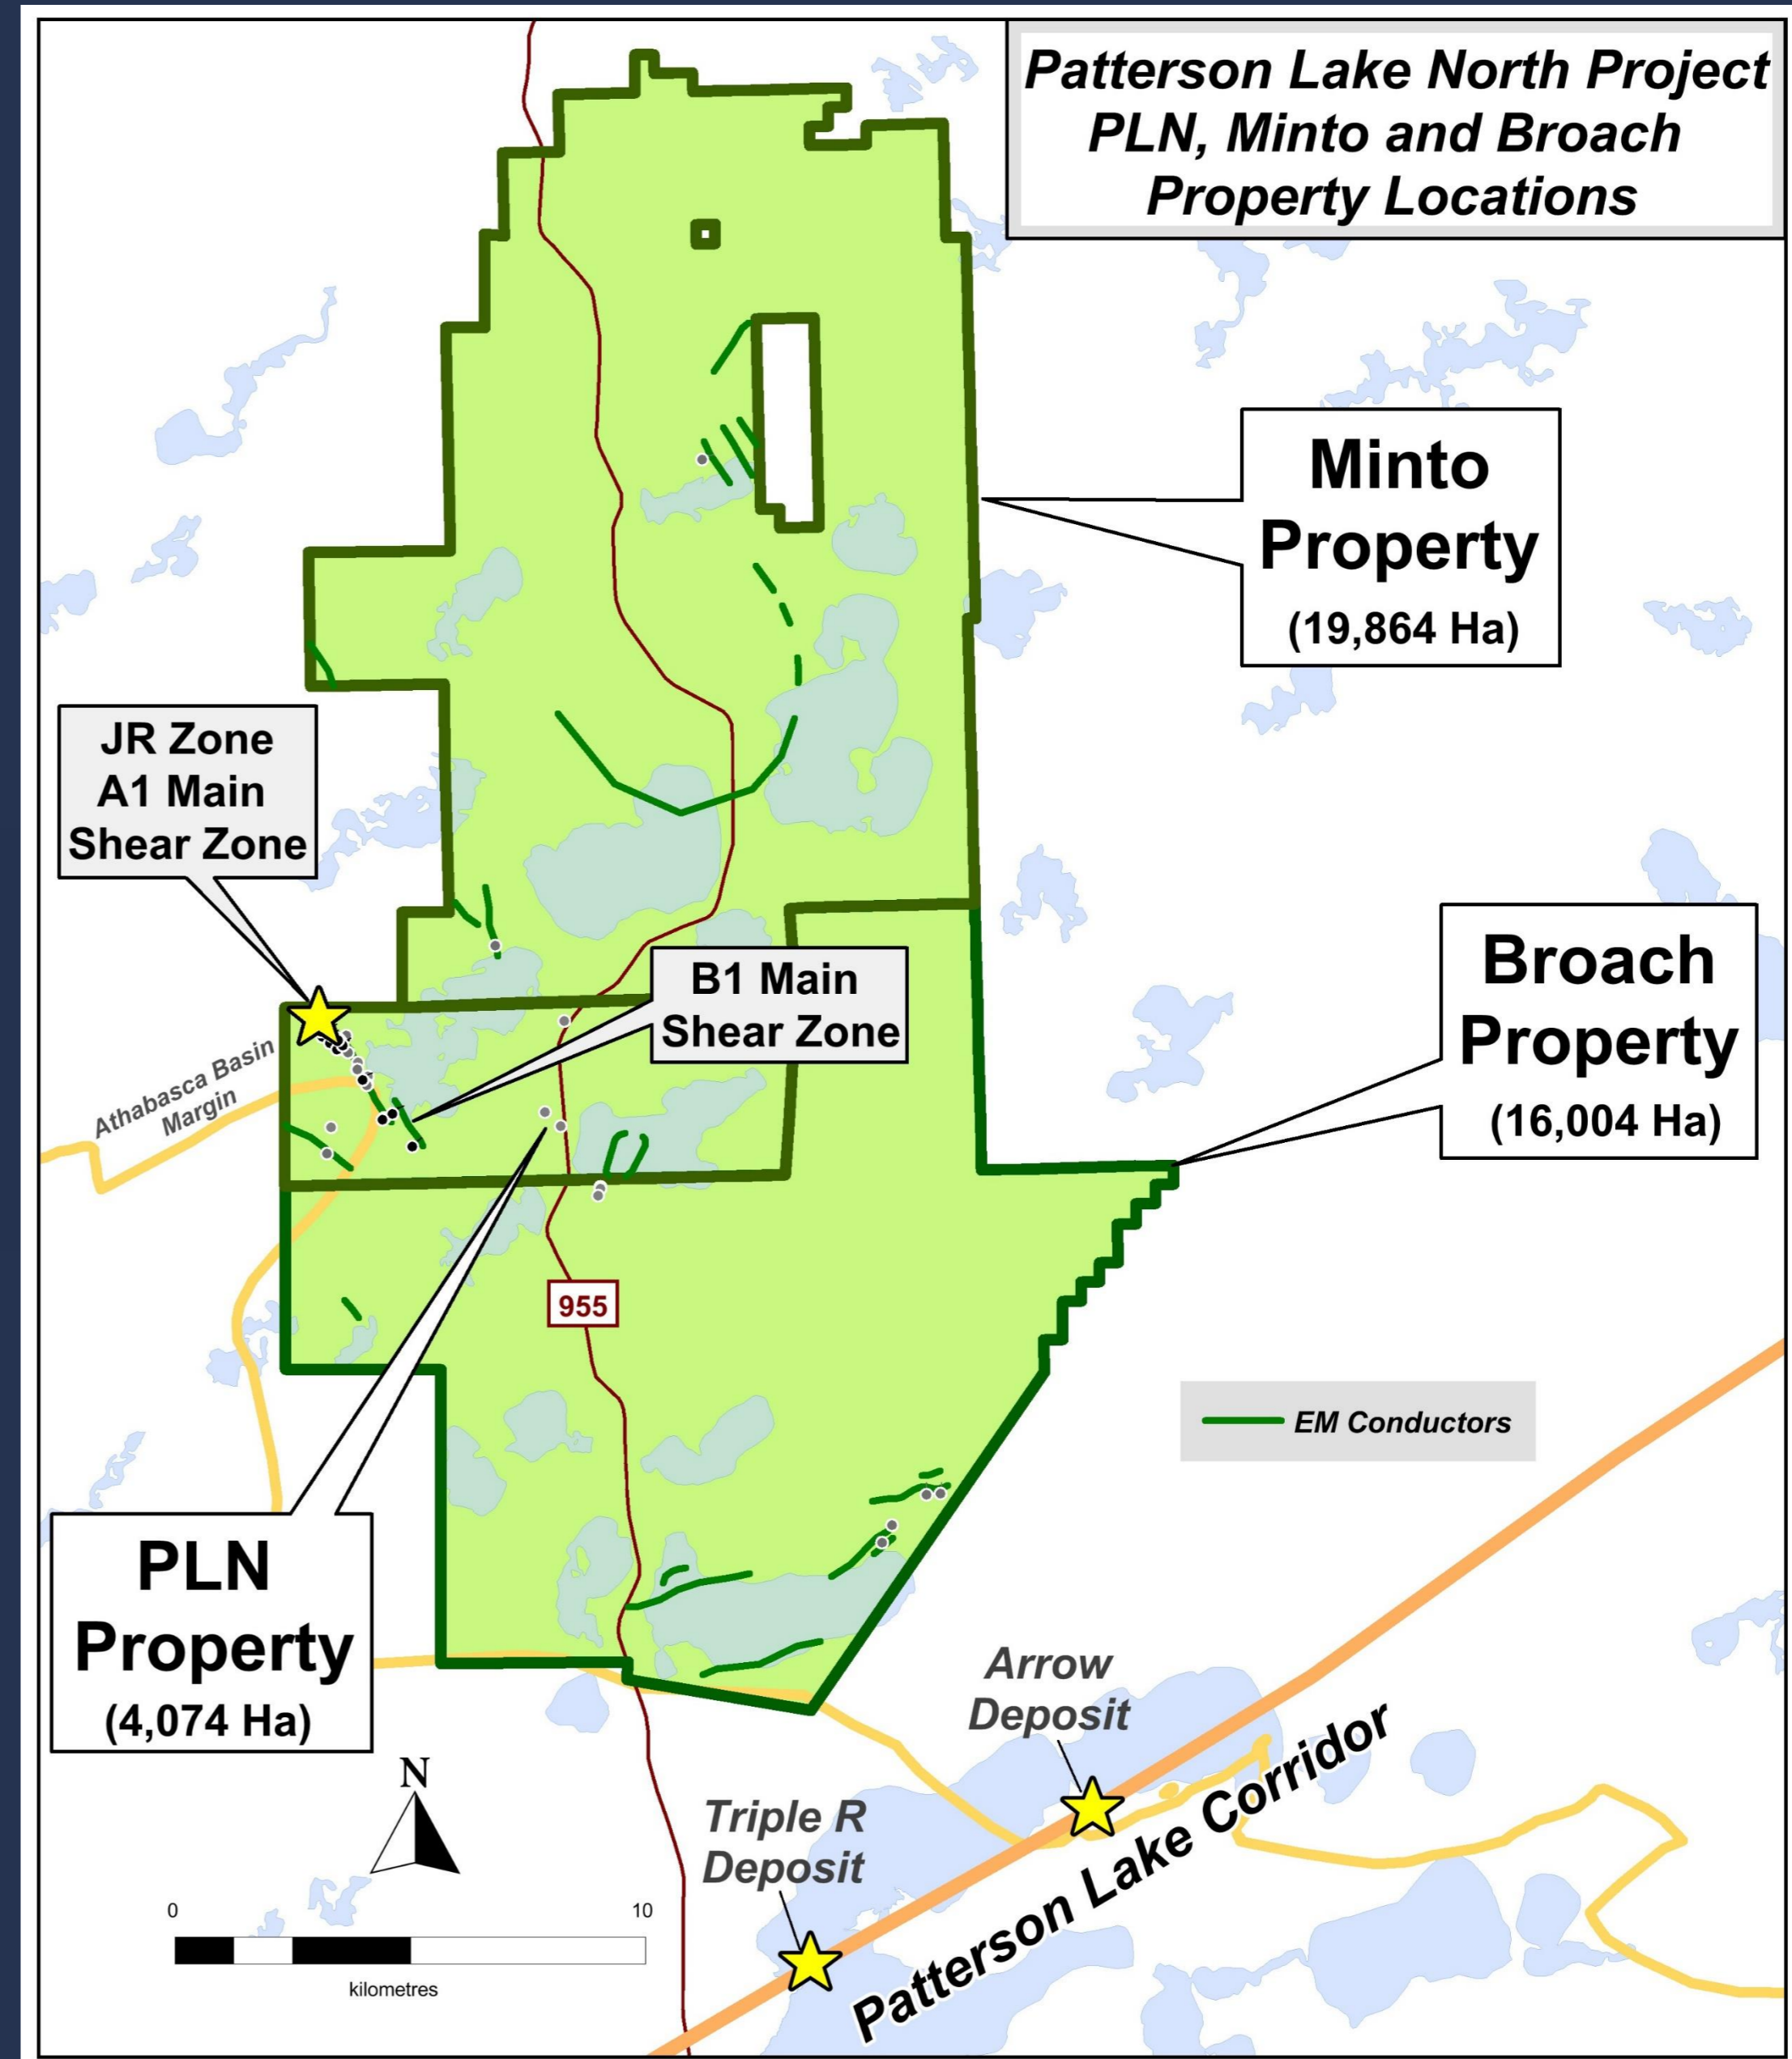 Patterson Lake North Project
PLN, Minto and Broach
Property Locations
Minto
Property
(19,864 Ha)
JR Zone
A1 Main
Shear Zone
B1 Main
Shear Zone
Broach
Property
(16,004 Ha)
Athabasca Basin
Margin
955
EM Conductors
PLN
Property
(4,074 Ha)
Arrow
Deposit
Triple R
Deposit
Patterson Lake Corridor
N
0 10
kilometres